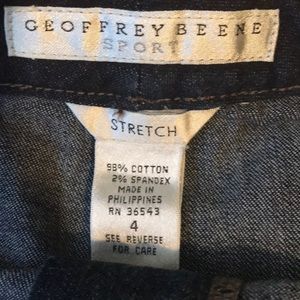 GEOFFREY BEENE
SPORT
STRETCH
98% COTTON
2% SPANDEX
MADE IN
PHILIPPINES
RN 36543
4
SEE REVERSE
FOR CARE